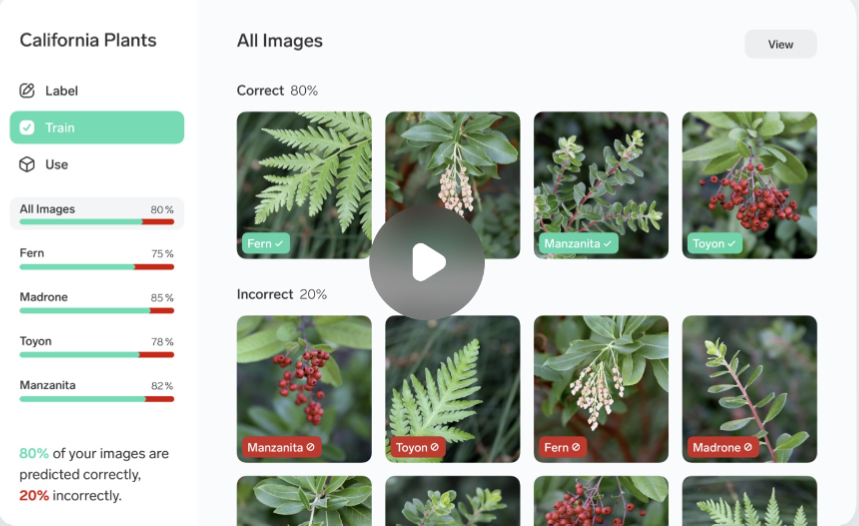 California Plants
Label
Train
Use
All Images 80%
Fern 75%
Madrone 85%
Toyon 78%
Manzanita 82%
80% of your images are
predicted correctly,
20% incorrectly.
All Images
View
Correct 80%
Fern
Manzanita
Toyon
Incorrect 20%
Manzanita
Toyon
Fern
Madrone